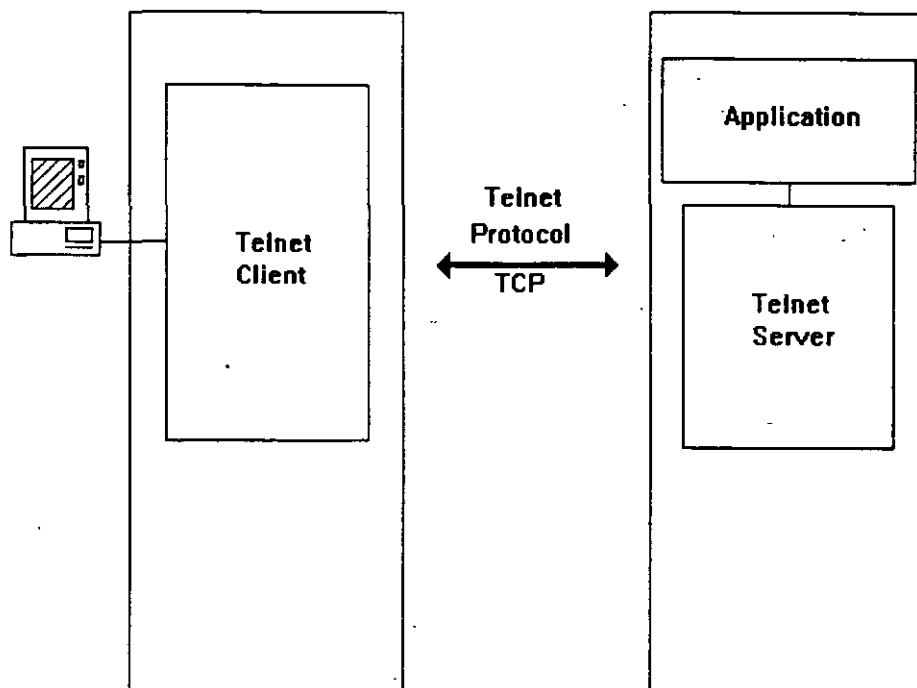 Telnet
Client
Telnet
Protocol
TCP
Application
Telnet
Server